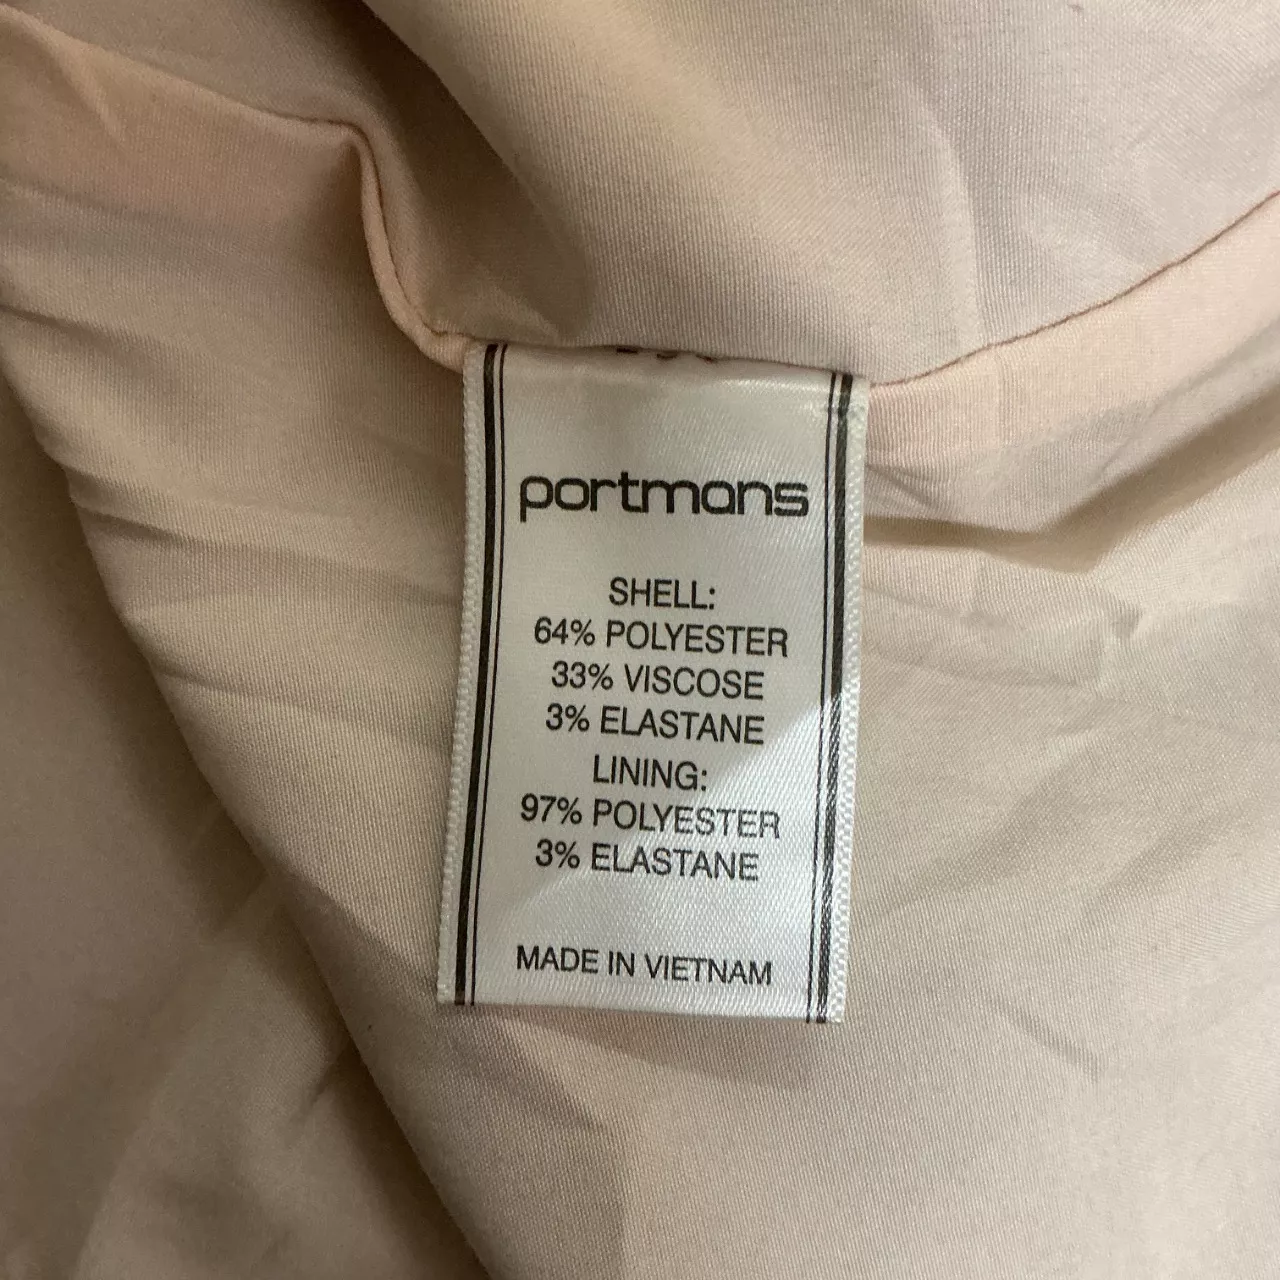 portmans
SHELL:
64% POLYESTER
33% VISCOSE
3% ELASTANE
LINING:
97% POLYESTER
3% ELASTANE
MADE IN VIETNAM